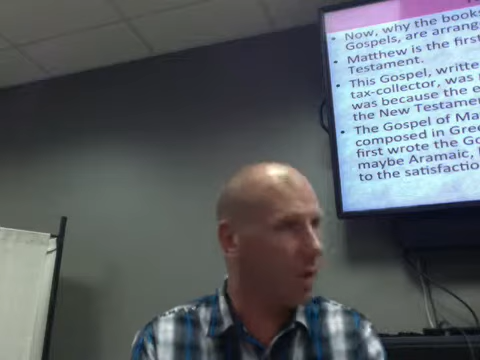 • Now, why the books
Gospels, are arrang
• Matthew is the first
Testament.
• This Gospel, writte
tax-collector, was
was because the e
the New Testamen
• The Gospel of Ma
composed in Gree
first wrote the Go
maybe Aramaic,
to the satisfactio